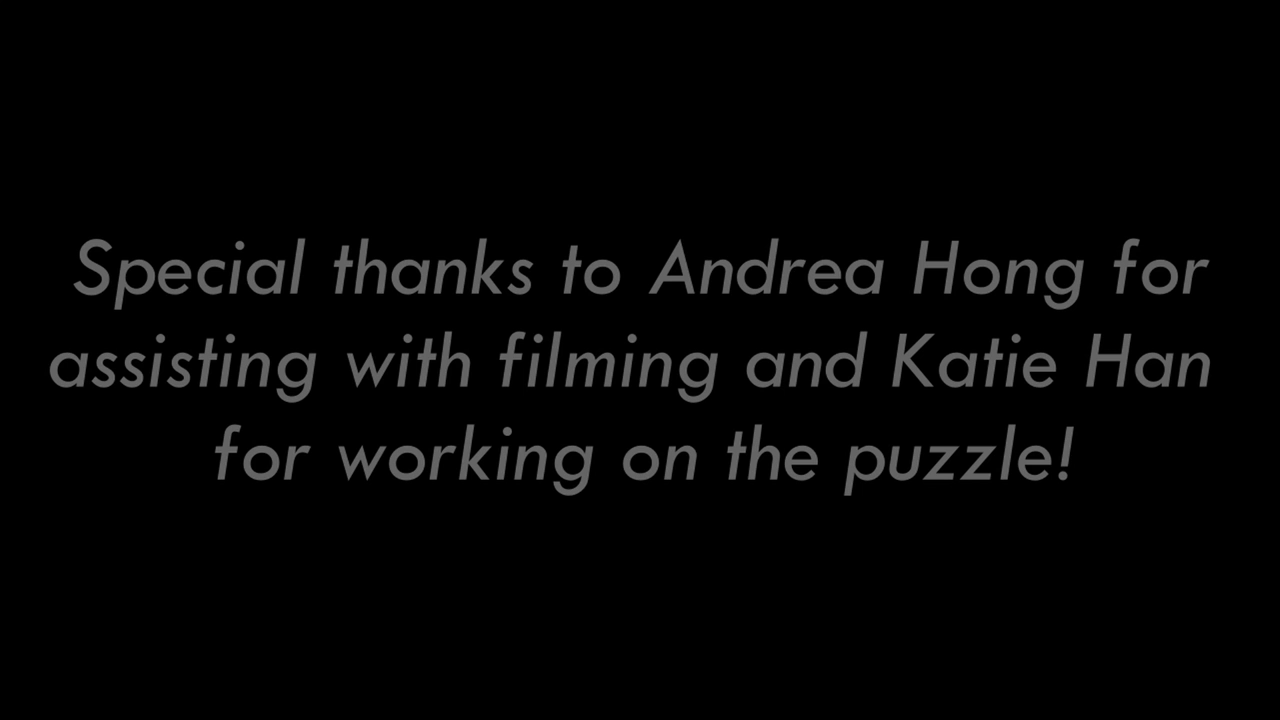 Special thanks to Andrea Hong for
assisting with filming and Katie Han
for working on the puzzle!